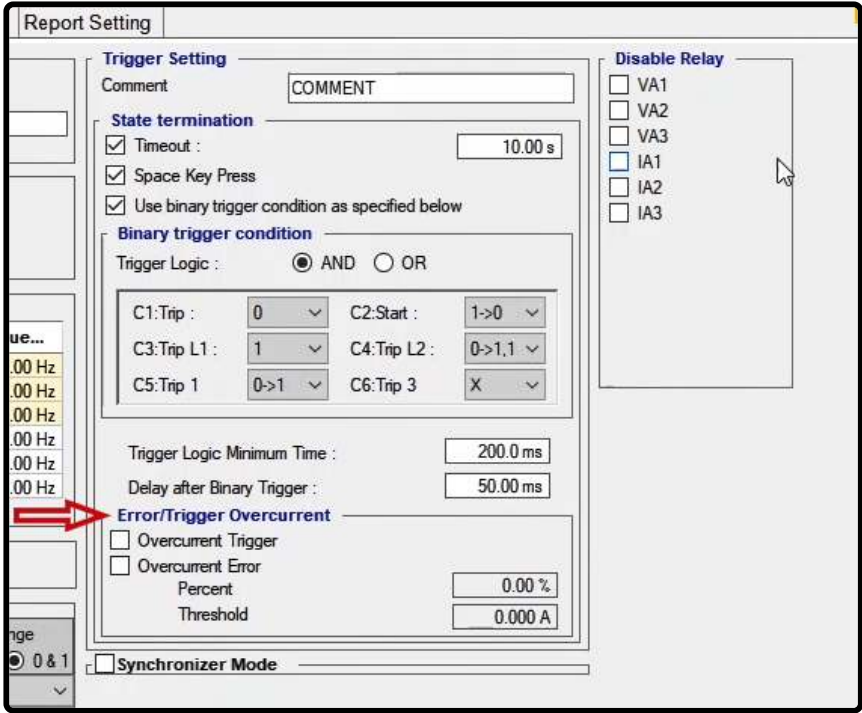 Report Setting
Trigger Setting
Comment COMMENT
State termination
Timeout : 10.00 s
Space Key Press
Use binary trigger condition as specified below
Binary trigger condition
Trigger Logic : AND OR
C1:Trip : 0 C2:Start : 1->0
C3:Trip L1 : 1 C4:Trip L2 : 0->1,1
C5:Trip 1 0->1 C6:Trip 3 X
Trigger Logic Minimum Time : 200.0 ms
Delay after Binary Trigger : 50.00 ms
Error/Trigger Overcurrent
Overcurrent Trigger
Overcurrent Error
Percent 0.00 %
Threshold 0.000 A
Synchronizer Mode
Disable Relay
VA1
VA2
VA3
IA1
IA2
IA3
ue...
.00 Hz
.00 Hz
.00 Hz
.00 Hz
.00 Hz
.00 Hz
nge
0 & 1